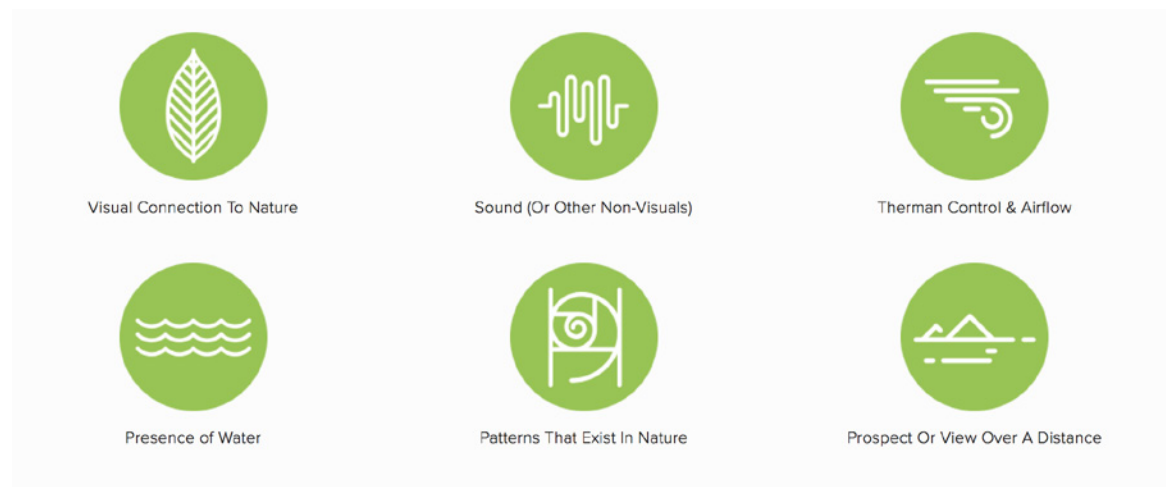 Visual Connection To Nature
Sound (Or Other Non-Visuals)
Therman Control & Airflow
Presence of Water
Patterns That Exist In Nature
Prospect Or View Over A Distance